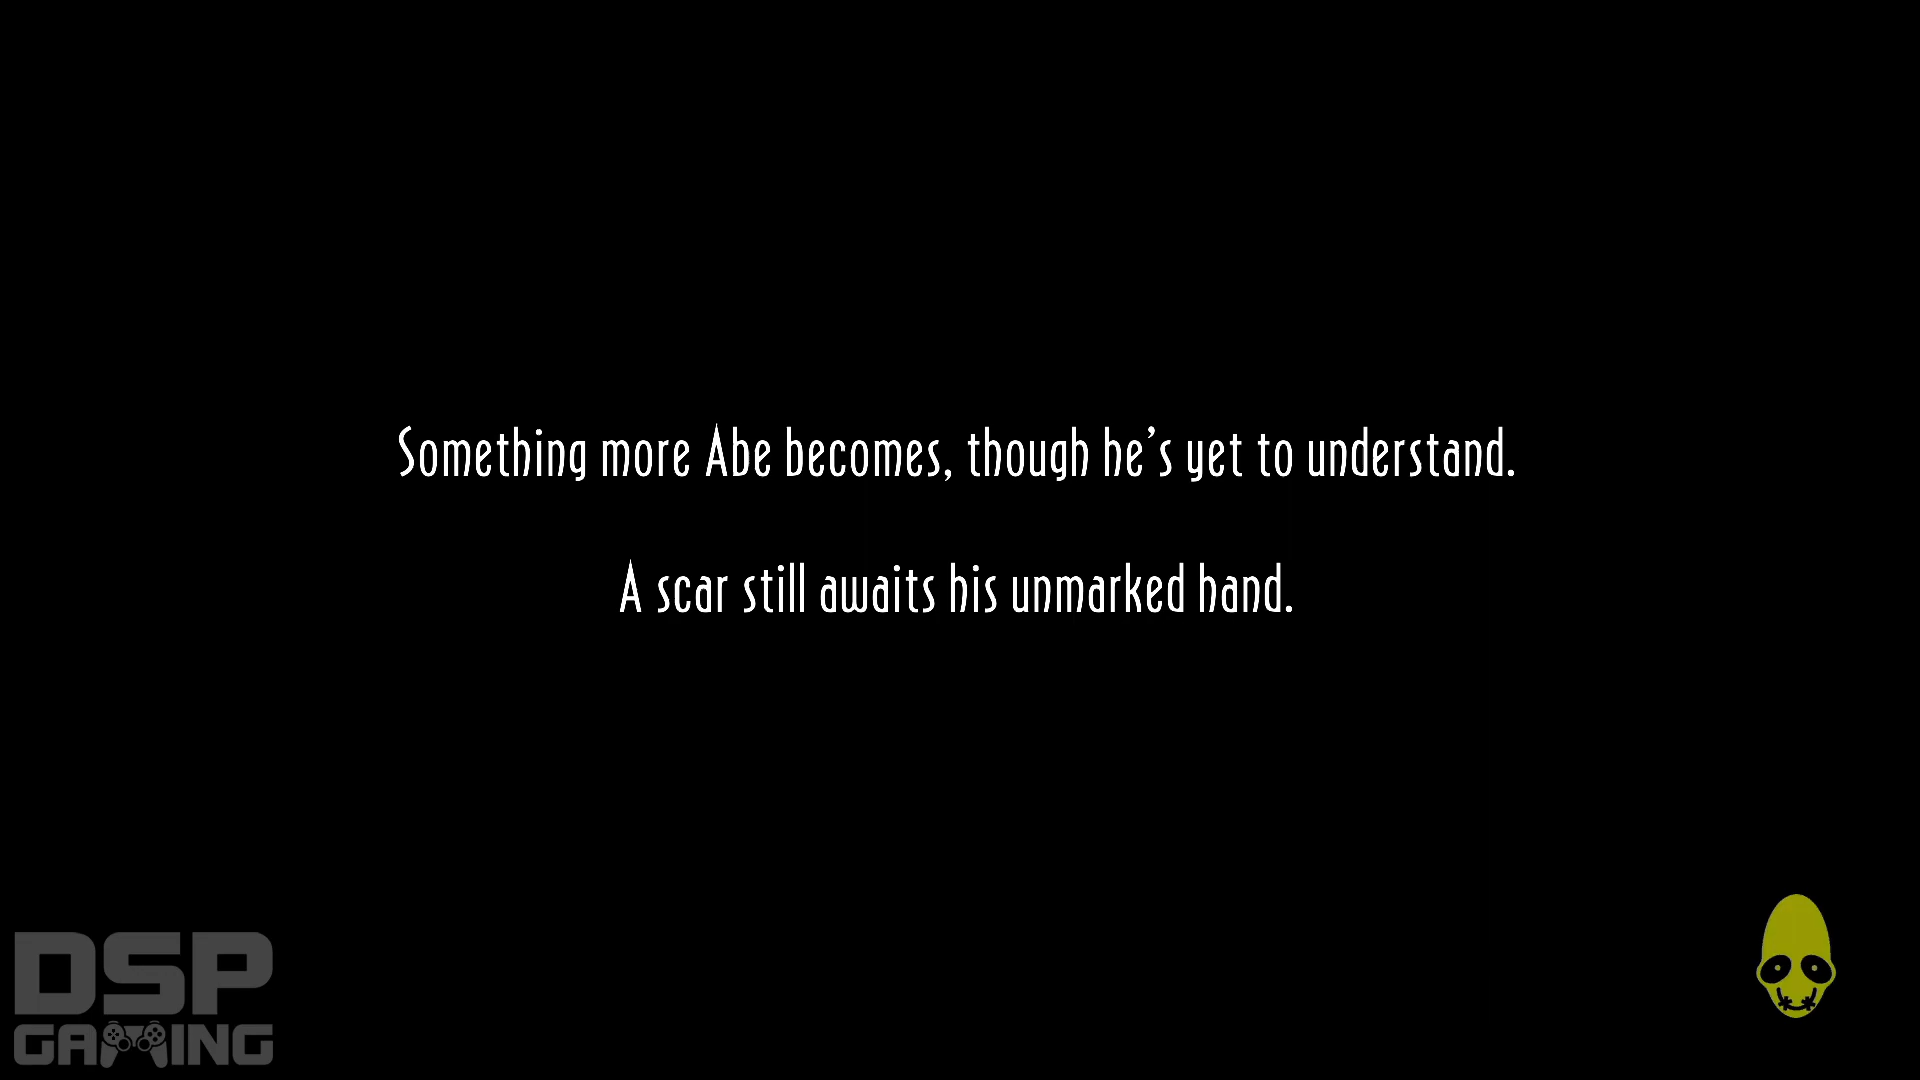 Something more Abe becomes, though he's yet to understand.
A scar still awaits his unmarked hand.
DSP
GAMING